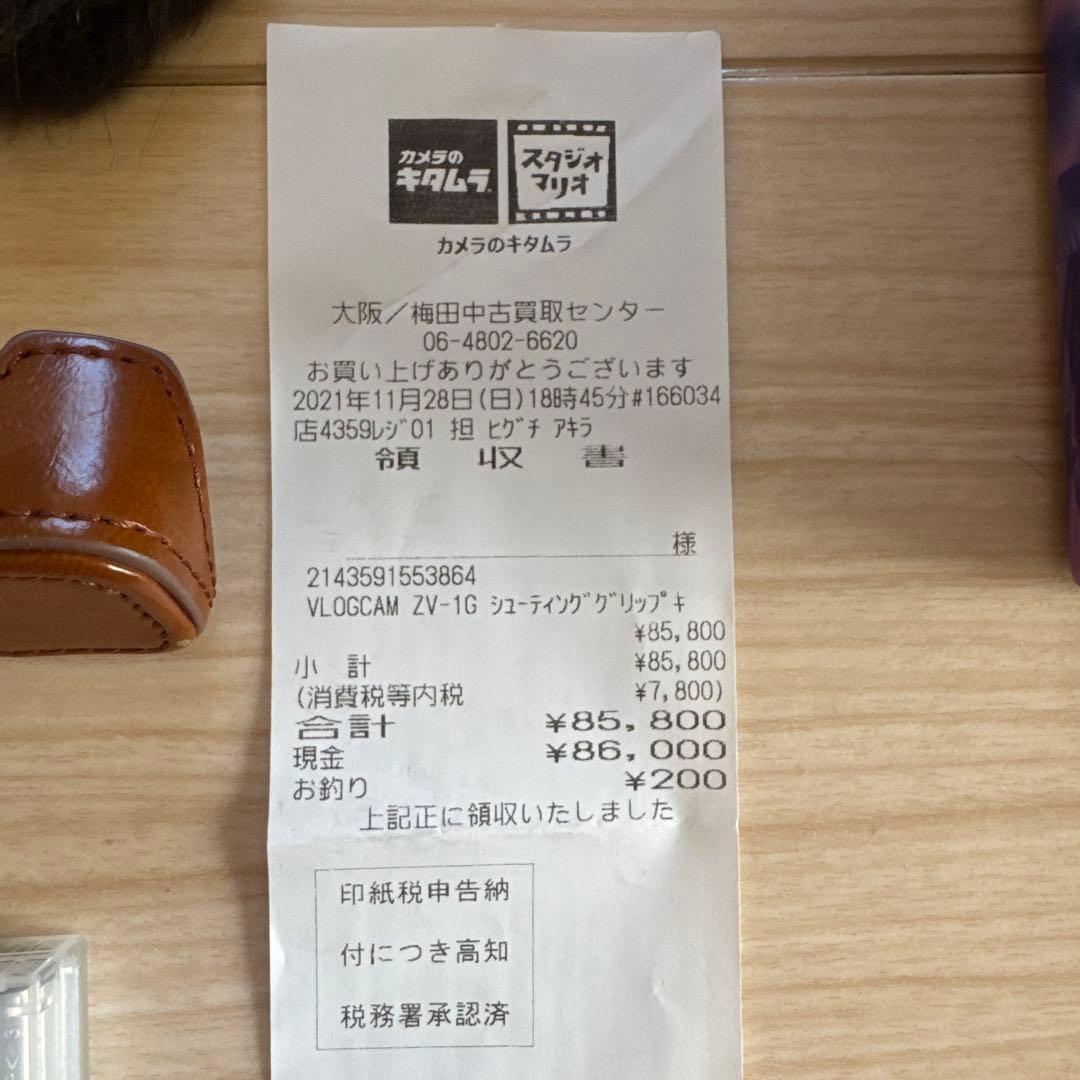 カメラの
キタムラ
スタジオ
マリオ
カメラのキタムラ
大阪/梅田中古買取センター
06-4802-6620
お買い上げありがとうございます
2021年11月28日(日)18時45分#166034
店4359ﾚｼﾞ01 担 ﾋｸﾞﾁ ｱｷﾗ
領 収 書
様
2143591553864
VLOGCAM ZV-1G ｼｭｰﾃｨﾝｸﾞｸﾞﾘｯﾌﾟｷ
¥85,800
小 計 ¥85,800
(消費税等内税 ¥7,800)
合計 ¥85,800
現金 ¥86,000
お釣り ¥200
上記正に領収いたしました
印紙税申告納
付につき高知
税務署承認済